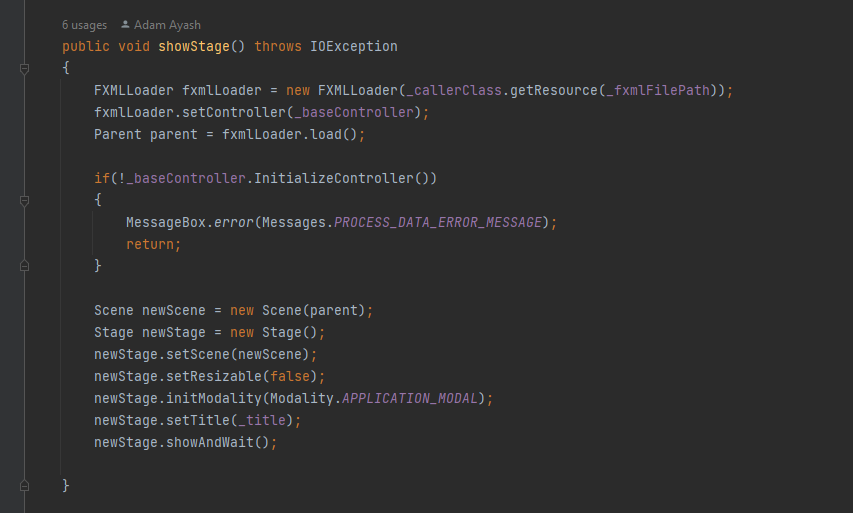 6 usages Adam Ayash
public void showStage() throws IOException
{
FXMLLoader fxmlLoader = new FXMLLoader(_callerClass.getResource(_fxmlFilePath));
fxmlLoader.setController(_baseController);
Parent parent = fxmlLoader.load();
if(!_baseController.InitializeController())
{
MessageBox.error(Messages.PROCESS_DATA_ERROR_MESSAGE);
return;
}
Scene newScene = new Scene(parent);
Stage newStage = new Stage();
newStage.setScene(newScene);
newStage.setResizable(false);
newStage.initModality(Modality.APPLICATION_MODAL);
newStage.setTitle(_title);
newStage.showAndWait();
}